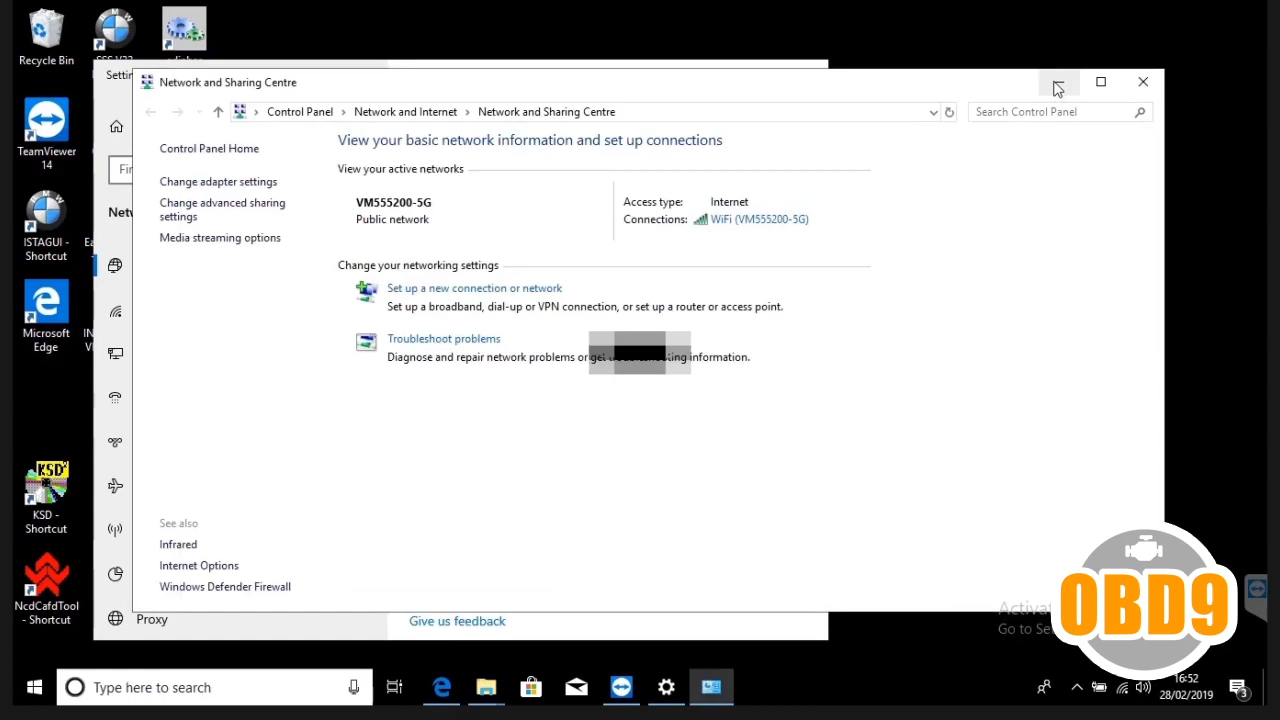 Recycle Bin
TeamViewer
14
ISTAGUI -
Shortcut
Microsoft
Edge
KSD
KSD -
Shortcut
NcdCafdTool
- Shortcut
Network and Sharing Centre
Control Panel > Network and Internet > Network and Sharing Centre
Search Control Panel
Control Panel Home
Change adapter settings
Change advanced sharing
settings
Media streaming options
See also
Infrared
Internet Options
Windows Defender Firewall
View your basic network information and set up connections
View your active networks
VM555200-5G
Public network
Access type: Internet
Connections: WiFi (VM555200-5G)
Change your networking settings
Set up a new connection or network
Set up a broadband, dial-up or VPN connection, or set up a router or access point.
Troubleshoot problems
Diagnose and repair network problems or get information.
Proxy
Give us feedback
Go to
OBD9
Type here to search
16:52
28/02/2019
3